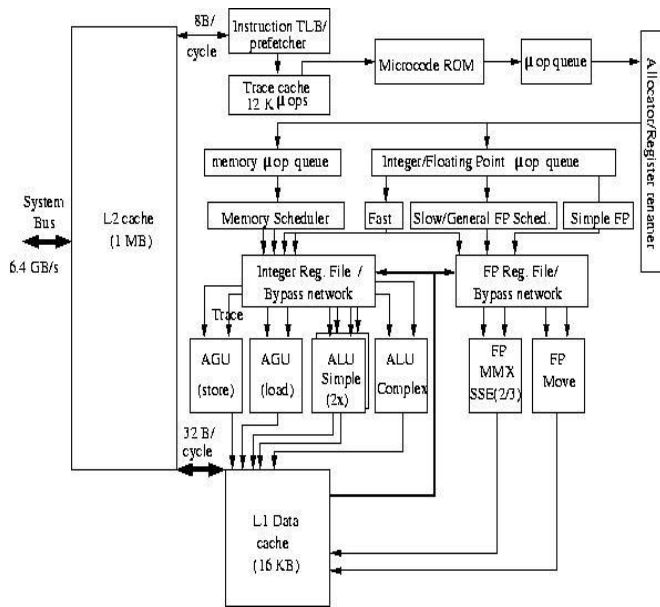 8B/
cycle
Instruction TLB/
prefetcher
Trace cache
12 K µops
Microcode ROM
µop queue
Allocator/Register renamer
memory µop queue
Integer/Floating Point µop queue
Memory Scheduler
Fast
Slow/General FP Sched.
Simple FP
System
Bus
6.4 GB/s
L2 cache
(1 MB)
Integer Reg. File /
Bypass network
FP Reg. File/
Bypass network
Trace
AGU
(store)
AGU
(load)
ALU
Simple
(2x)
ALU
Complex
FP
MMX
SSE(2/3)
FP
Move
32 B/
cycle
L1 Data
cache
(16 KB)